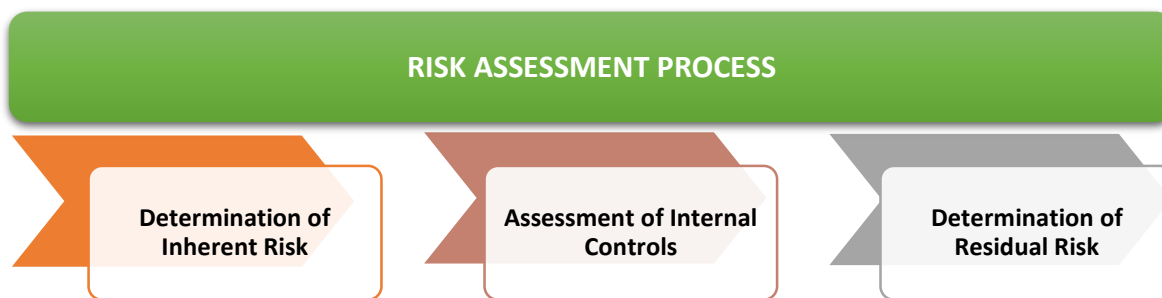 RISK ASSESSMENT PROCESS
Determination of
Inherent Risk
Assessment of Internal
Controls
Determination of
Residual Risk